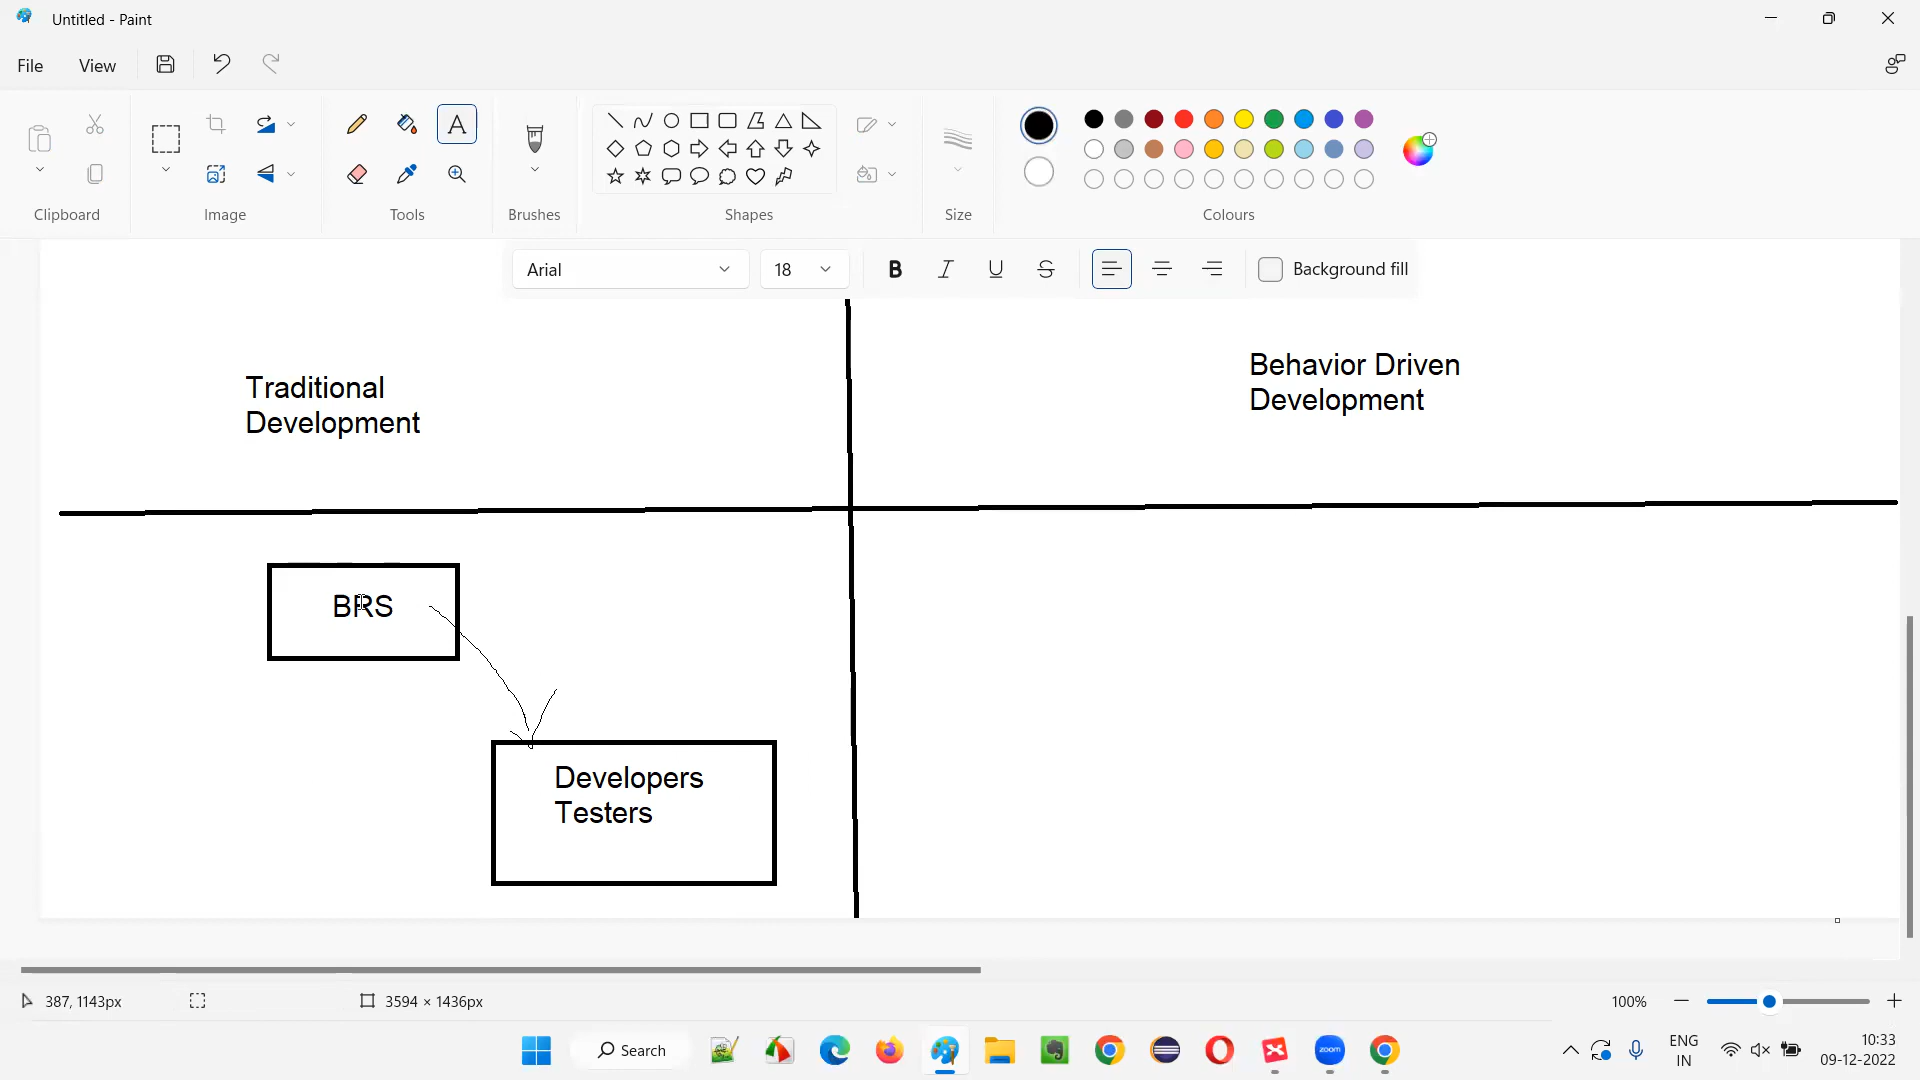 Untitled - Paint
File
View
Clipboard
Image
Tools
Brushes
Shapes
Size
Colours
Arial
18
B
I
U
S
Background fill
Traditional
Development
Behavior Driven
Development
BRS
Developers
Testers
387, 1143px
3594 × 1436px
100%
Search
zoom
ENG
IN
10:33
09-12-2022